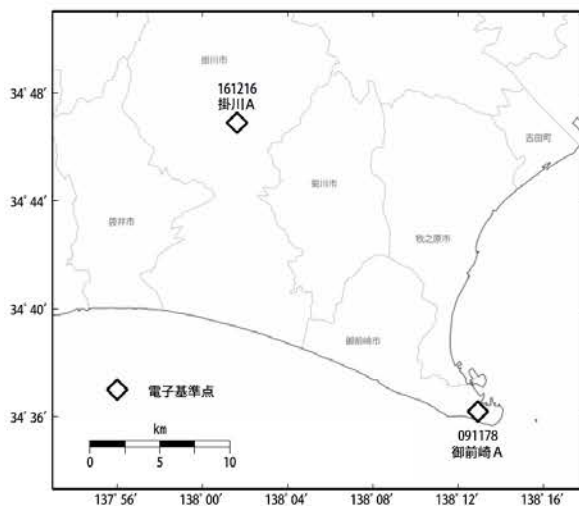 掛川市
34˚48′
161216
掛川A
吉田町
34˚44′
菊川市
袋井市
牧之原市
34˚40′
御前崎市
電子基準点
34˚36′
km
0 5 10
091178
御前崎A
137˚56′ 138˚00′ 138˚04′ 138˚08′ 138˚12′ 138˚16′